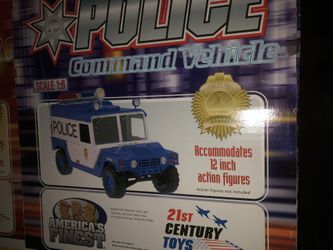 POLICE
Command Vehicle
SCALE 1:6
POLICE
Accommodates
12 inch
action figures
Action figures not included
AMERICA'S
FINEST
21ST
CENTURY
TOYS